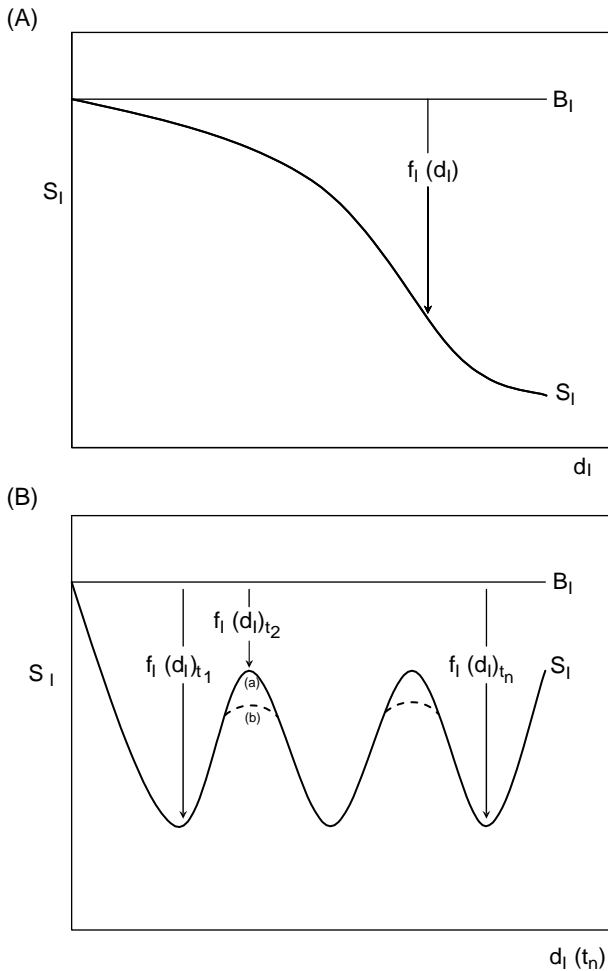 (A)
B_I
f_I (d_I)
S_I
S_I
d_I
(B)
B_I
f_I (d_I)_t2
S_I
f_I (d_I)_t1
f_I (d_I)_tn
S_I
(a)
(b)
d_I (t_n)